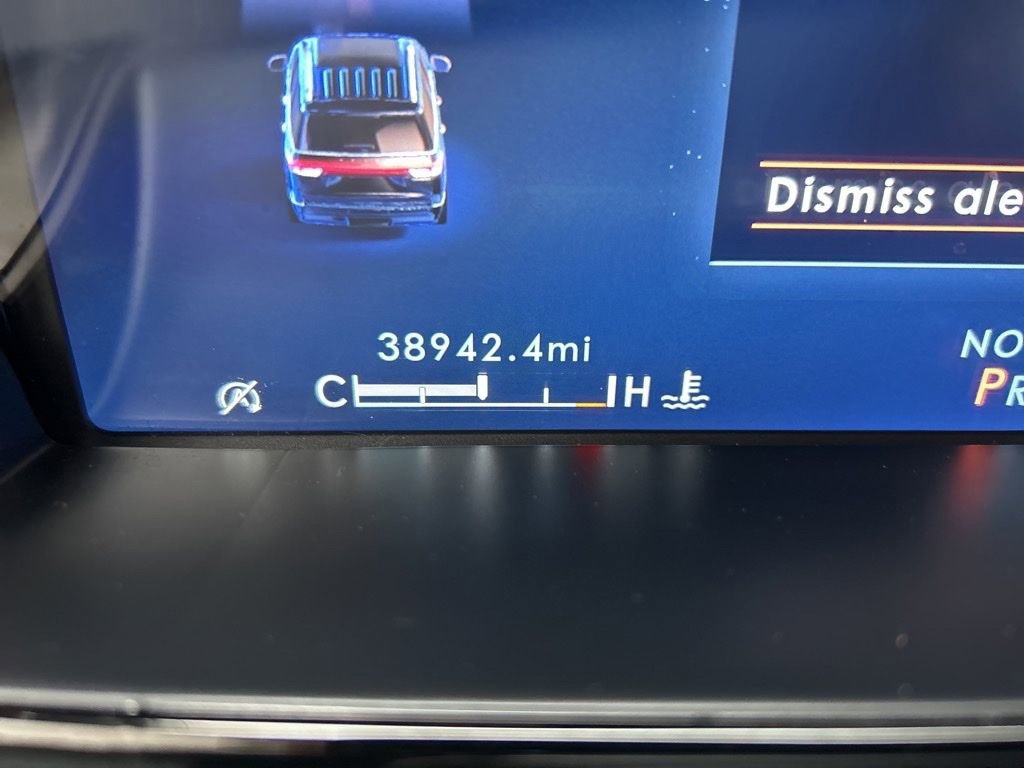 Dismiss ale
38942.4mi
NO
C H
PR